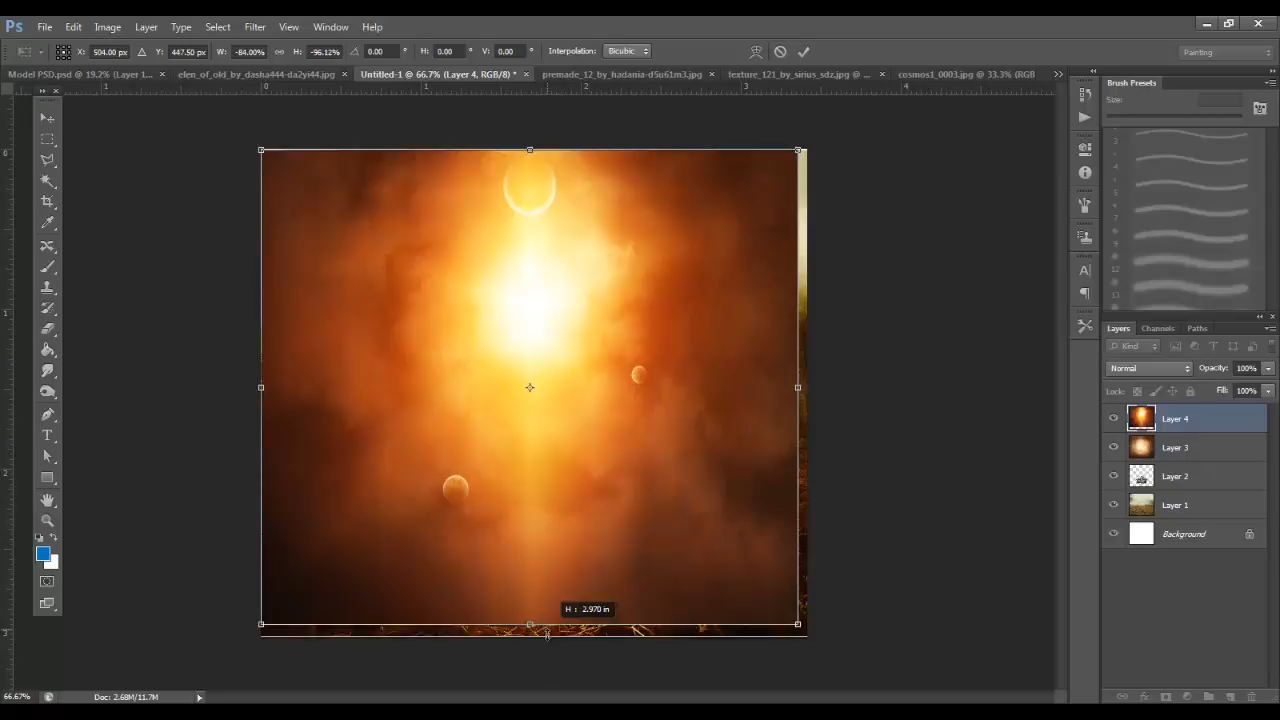 Ps File Edit Image Layer Type Select Filter View Window Help
X: 504.00 px Y: 447.50 px W: -84.00% H: -96.12% 0.00 ° H: 0.00 ° V: 0.00 ° Interpolation: Bicubic Painting
Model PSD.psd @ 19.2% (Layer 1... × elen_of_old_by_dasha444-da2yi44.jpg × Untitled-1 @ 66.7% (Layer 4, RGB/8) * × premade_12_by_hadania-d5u61m3.jpg × texture_121_by_sirius_sdz.jpg @ ... × cosmos1_0003.jpg @ 33.3% (RGB
Brush Presets
Size:
Layers Channels Paths
Kind
Normal Opacity: 100%
Lock: Fill: 100%
Layer 4
Layer 3
Layer 2
Layer 1
Background
H : 2.970 in
66.67% Doc: 2.68M/11.7M